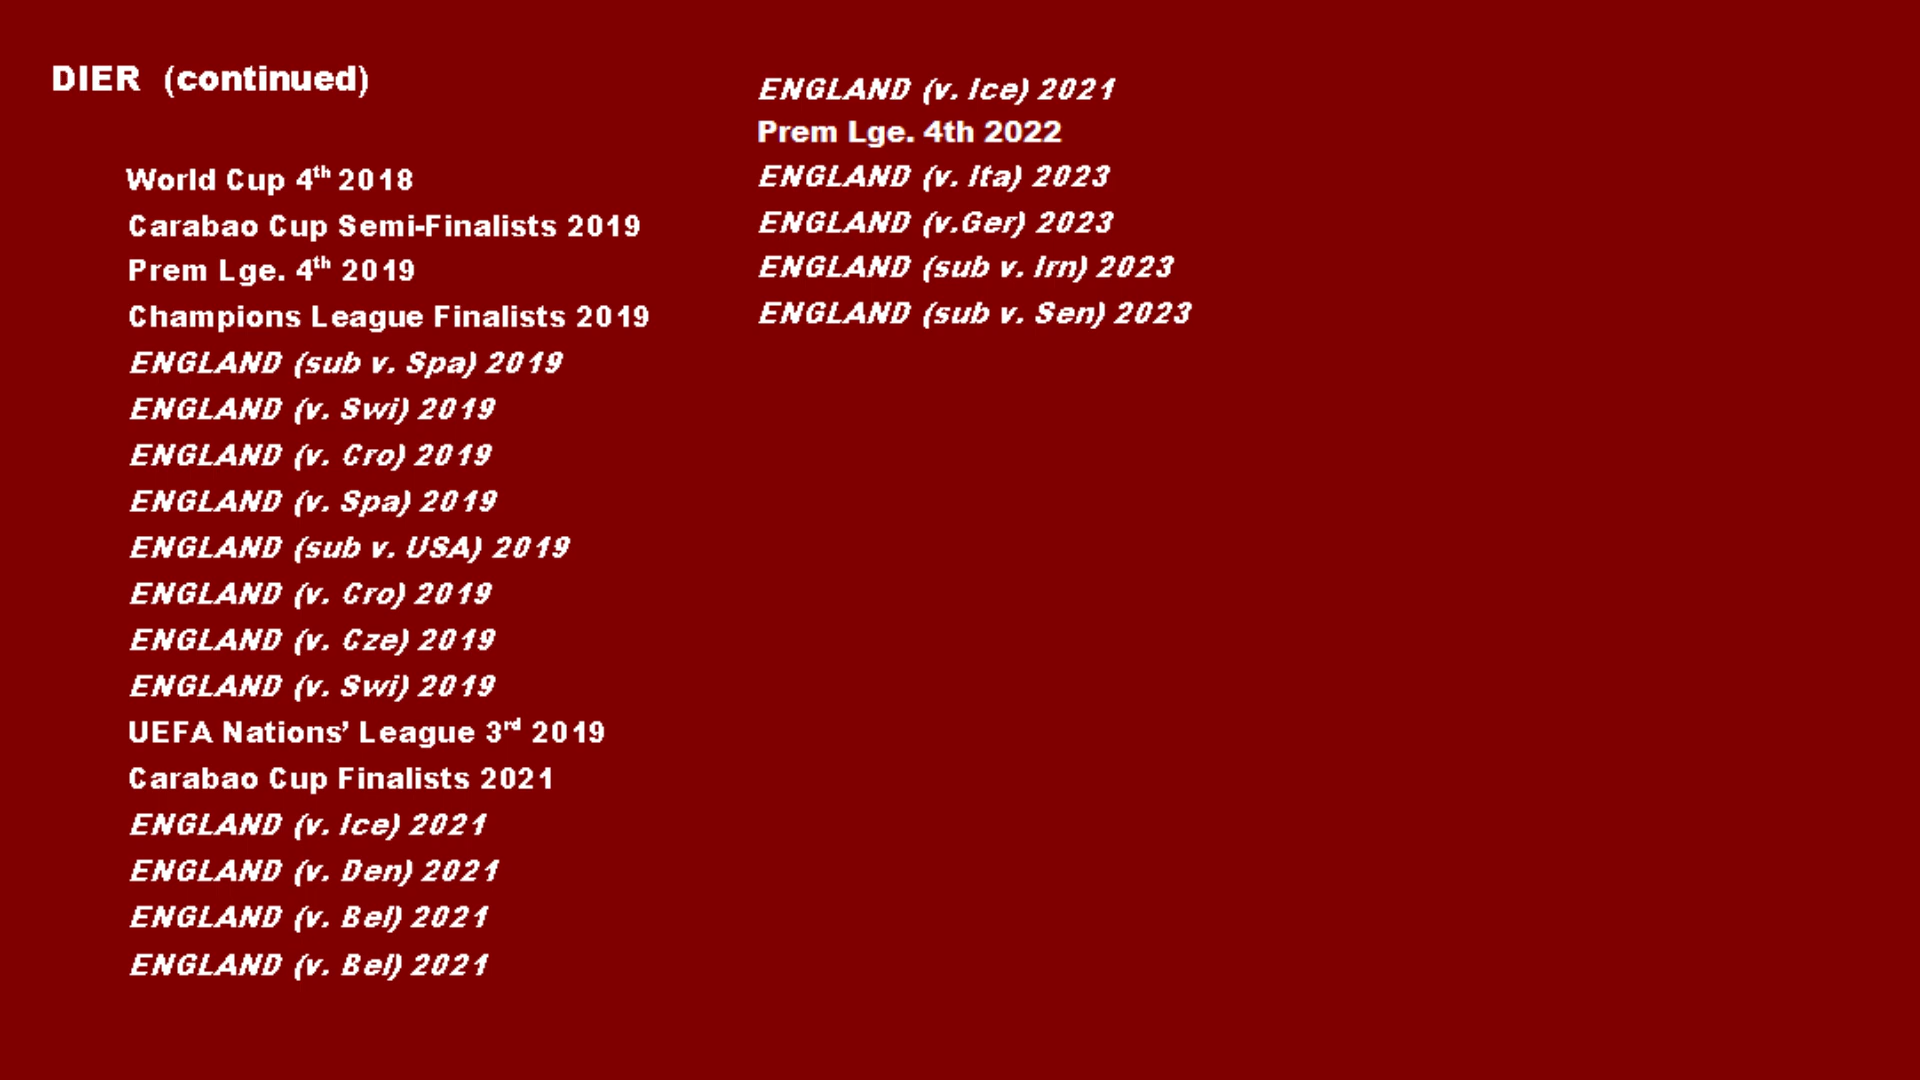 DIER (continued)
World Cup 4th 2018
Carabao Cup Semi-Finalists 2019
Prem Lge. 4th 2019
Champions League Finalists 2019
ENGLAND (sub v. Spa) 2019
ENGLAND (v. Swi) 2019
ENGLAND (v. Cro) 2019
ENGLAND (v. Spa) 2019
ENGLAND (sub v. USA) 2019
ENGLAND (v. Cro) 2019
ENGLAND (v. Cze) 2019
ENGLAND (v. Swi) 2019
UEFA Nations’ League 3rd 2019
Carabao Cup Finalists 2021
ENGLAND (v. Ice) 2021
ENGLAND (v. Den) 2021
ENGLAND (v. Bel) 2021
ENGLAND (v. Bel) 2021
ENGLAND (v. Ice) 2021
Prem Lge. 4th 2022
ENGLAND (v. Ita) 2023
ENGLAND (v.Ger) 2023
ENGLAND (sub v. Irn) 2023
ENGLAND (sub v. Sen) 2023